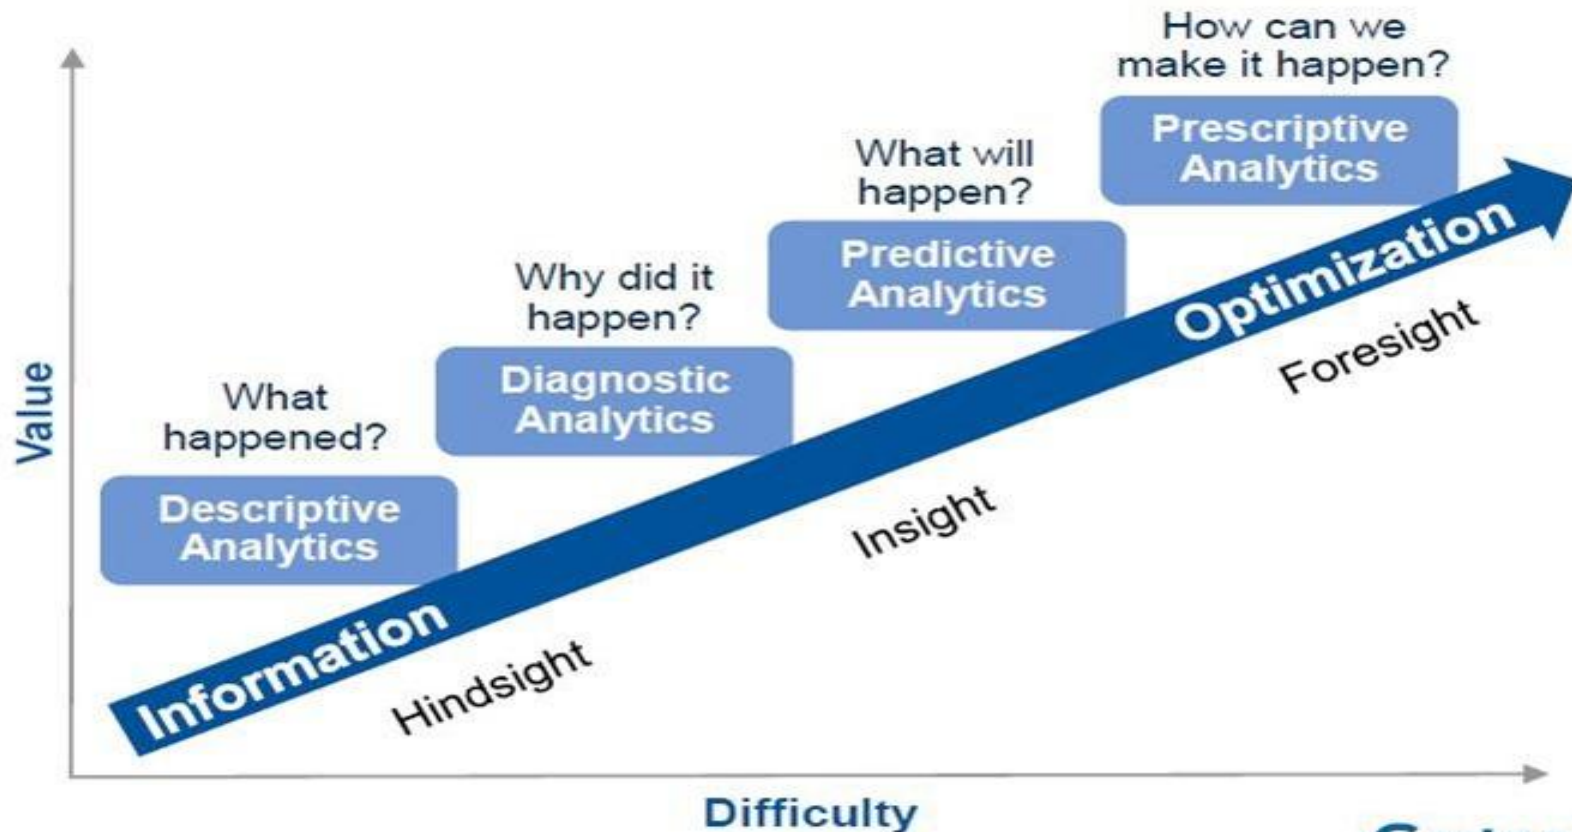 How can we
make it happen?
Prescriptive
Analytics
What will
happen?
Predictive
Analytics
Why did it
happen?
Diagnostic
Analytics
What
happened?
Descriptive
Analytics
Value
Information
Optimization
Hindsight
Insight
Foresight
Difficulty